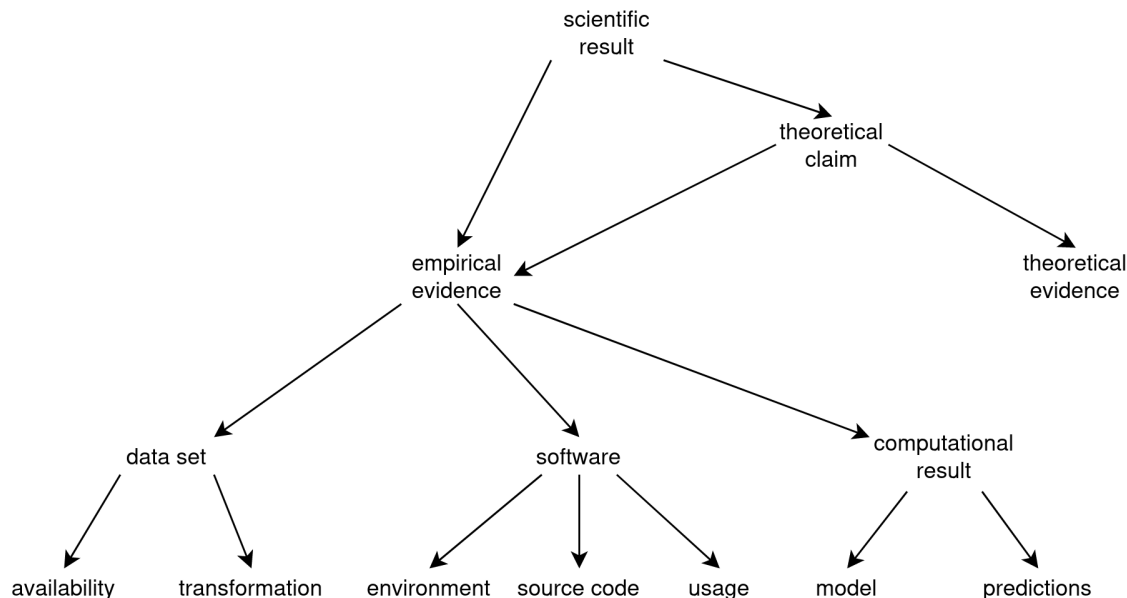 scientific
result
theoretical
claim
empirical
evidence
theoretical
evidence
data set
software
computational
result
availability
transformation
environment
source code
usage
model
predictions